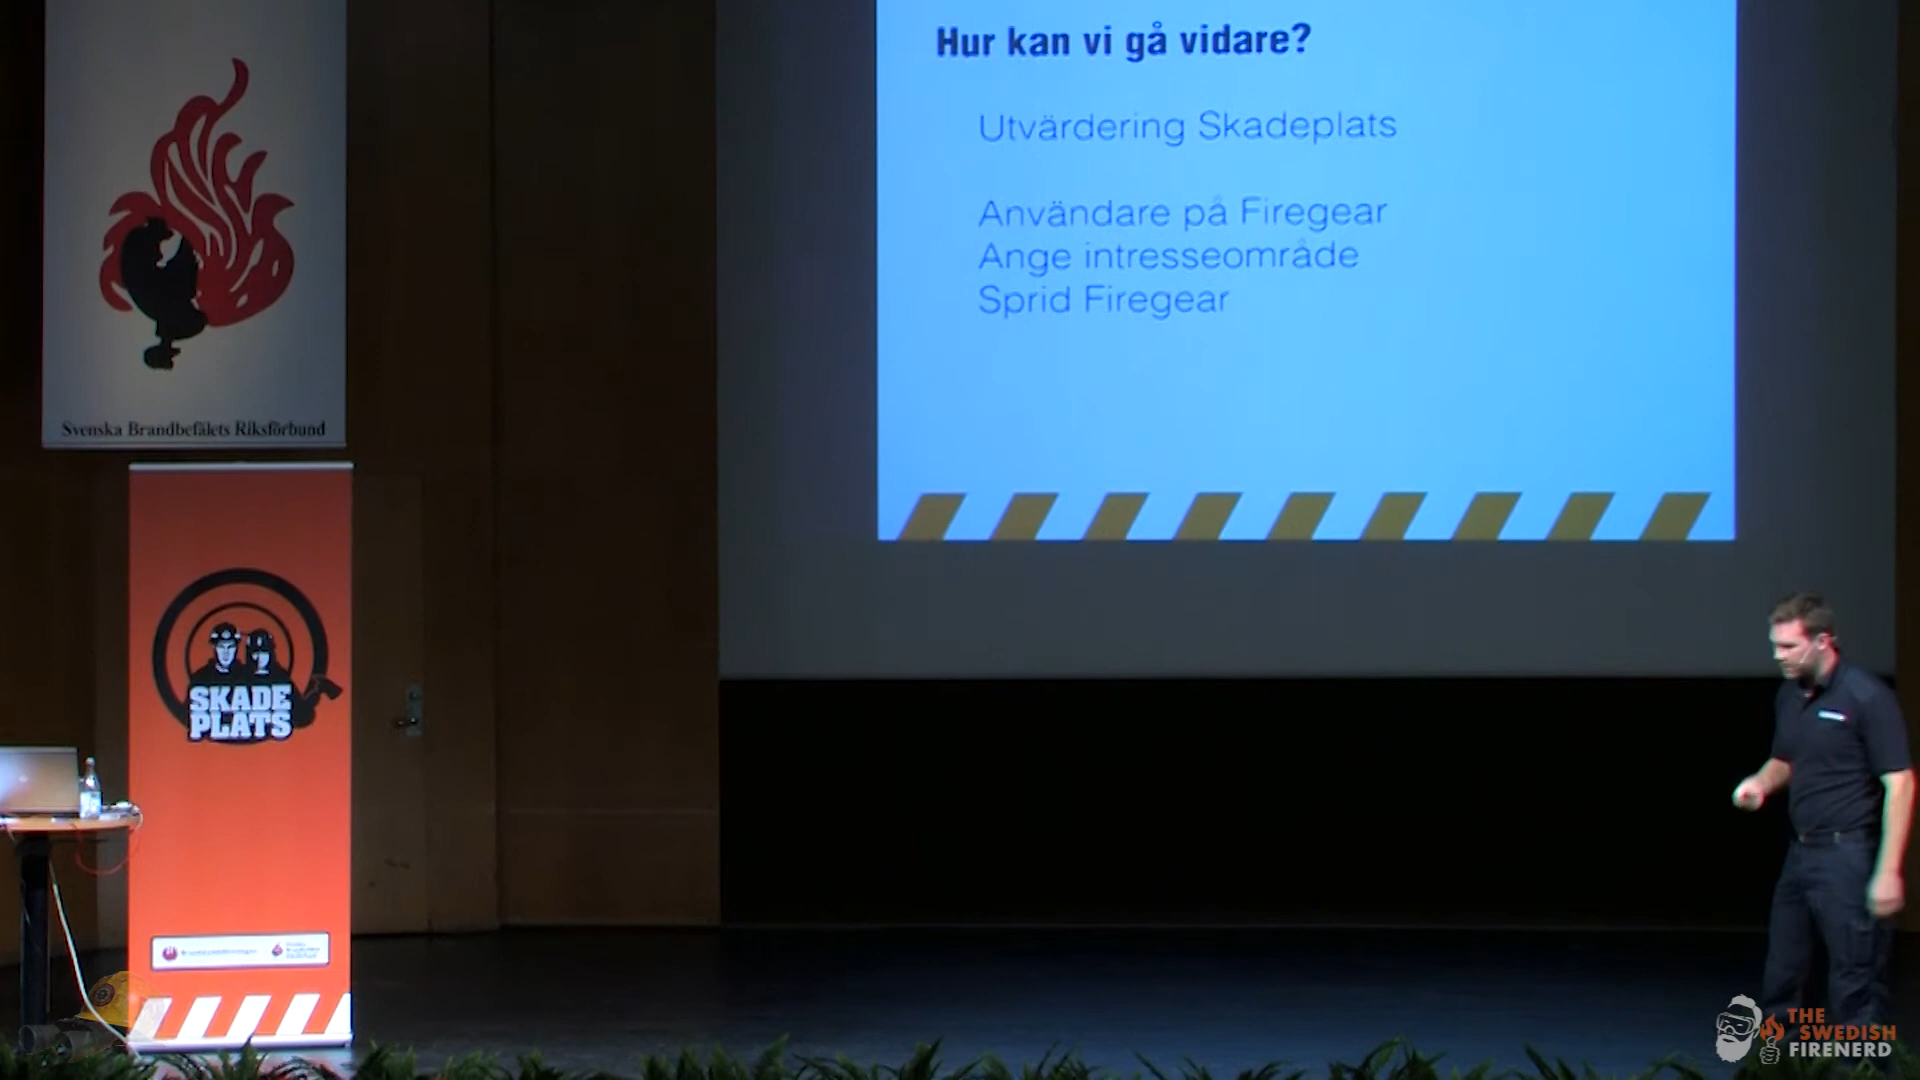 Hur kan vi gå vidare?
Utvärdering Skadeplats
Användare på Firegear
Ange intresseområde
Sprid Firegear
Svenska Brandbefälets Riksförbund
SKADE
PLATS
THE
SWEDISH
FIRENERD